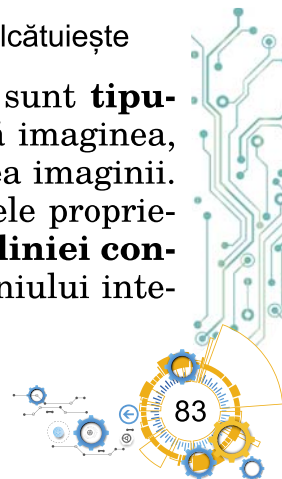 lcătuiește
sunt tipu-
ă imaginea,
ea imaginii.
ele proprie-
liniei con-
niului inte-
83